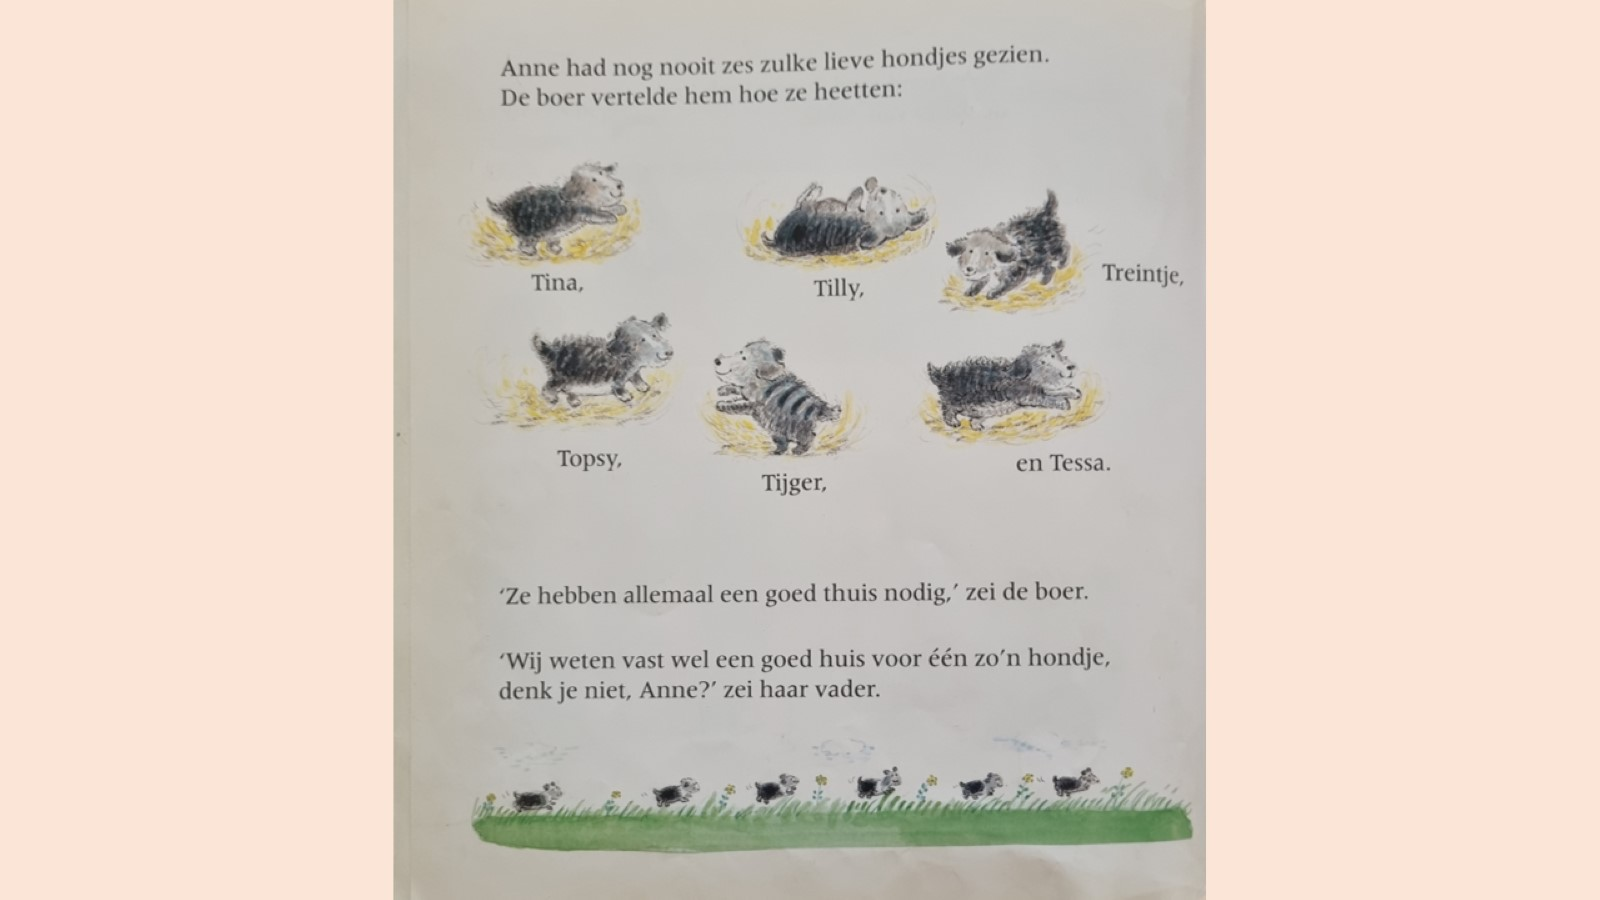 Anne had nog nooit zes zulke lieve hondjes gezien.
De boer vertelde hem hoe ze heetten:
Tina,
Tilly,
Treintje,
Topsy,
Tijger,
en Tessa.
‘Ze hebben allemaal een goed thuis nodig,’ zei de boer.
‘Wij weten vast wel een goed huis voor één zo’n hondje,
denk je niet, Anne?’ zei haar vader.